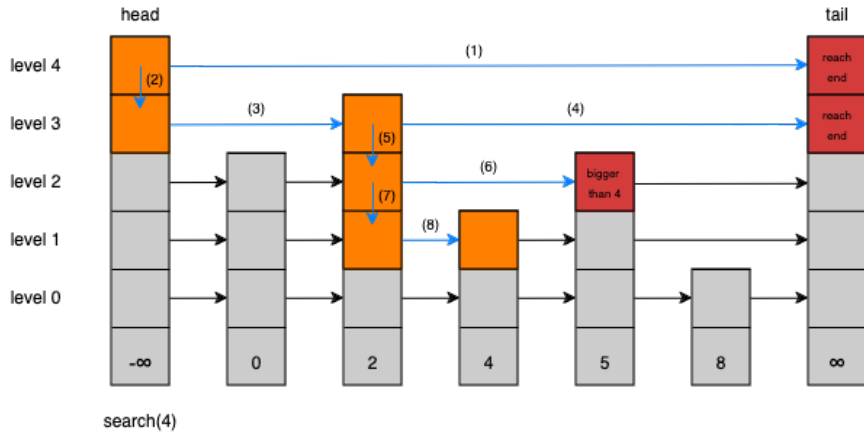 head
tail
level 4
(1)
(2)
reach
end
level 3
(3)
(4)
(5)
reach
end
level 2
(6)
(7)
bigger
than 4
level 1
(8)
level 0
-∞
0
2
4
5
8
∞
search(4)